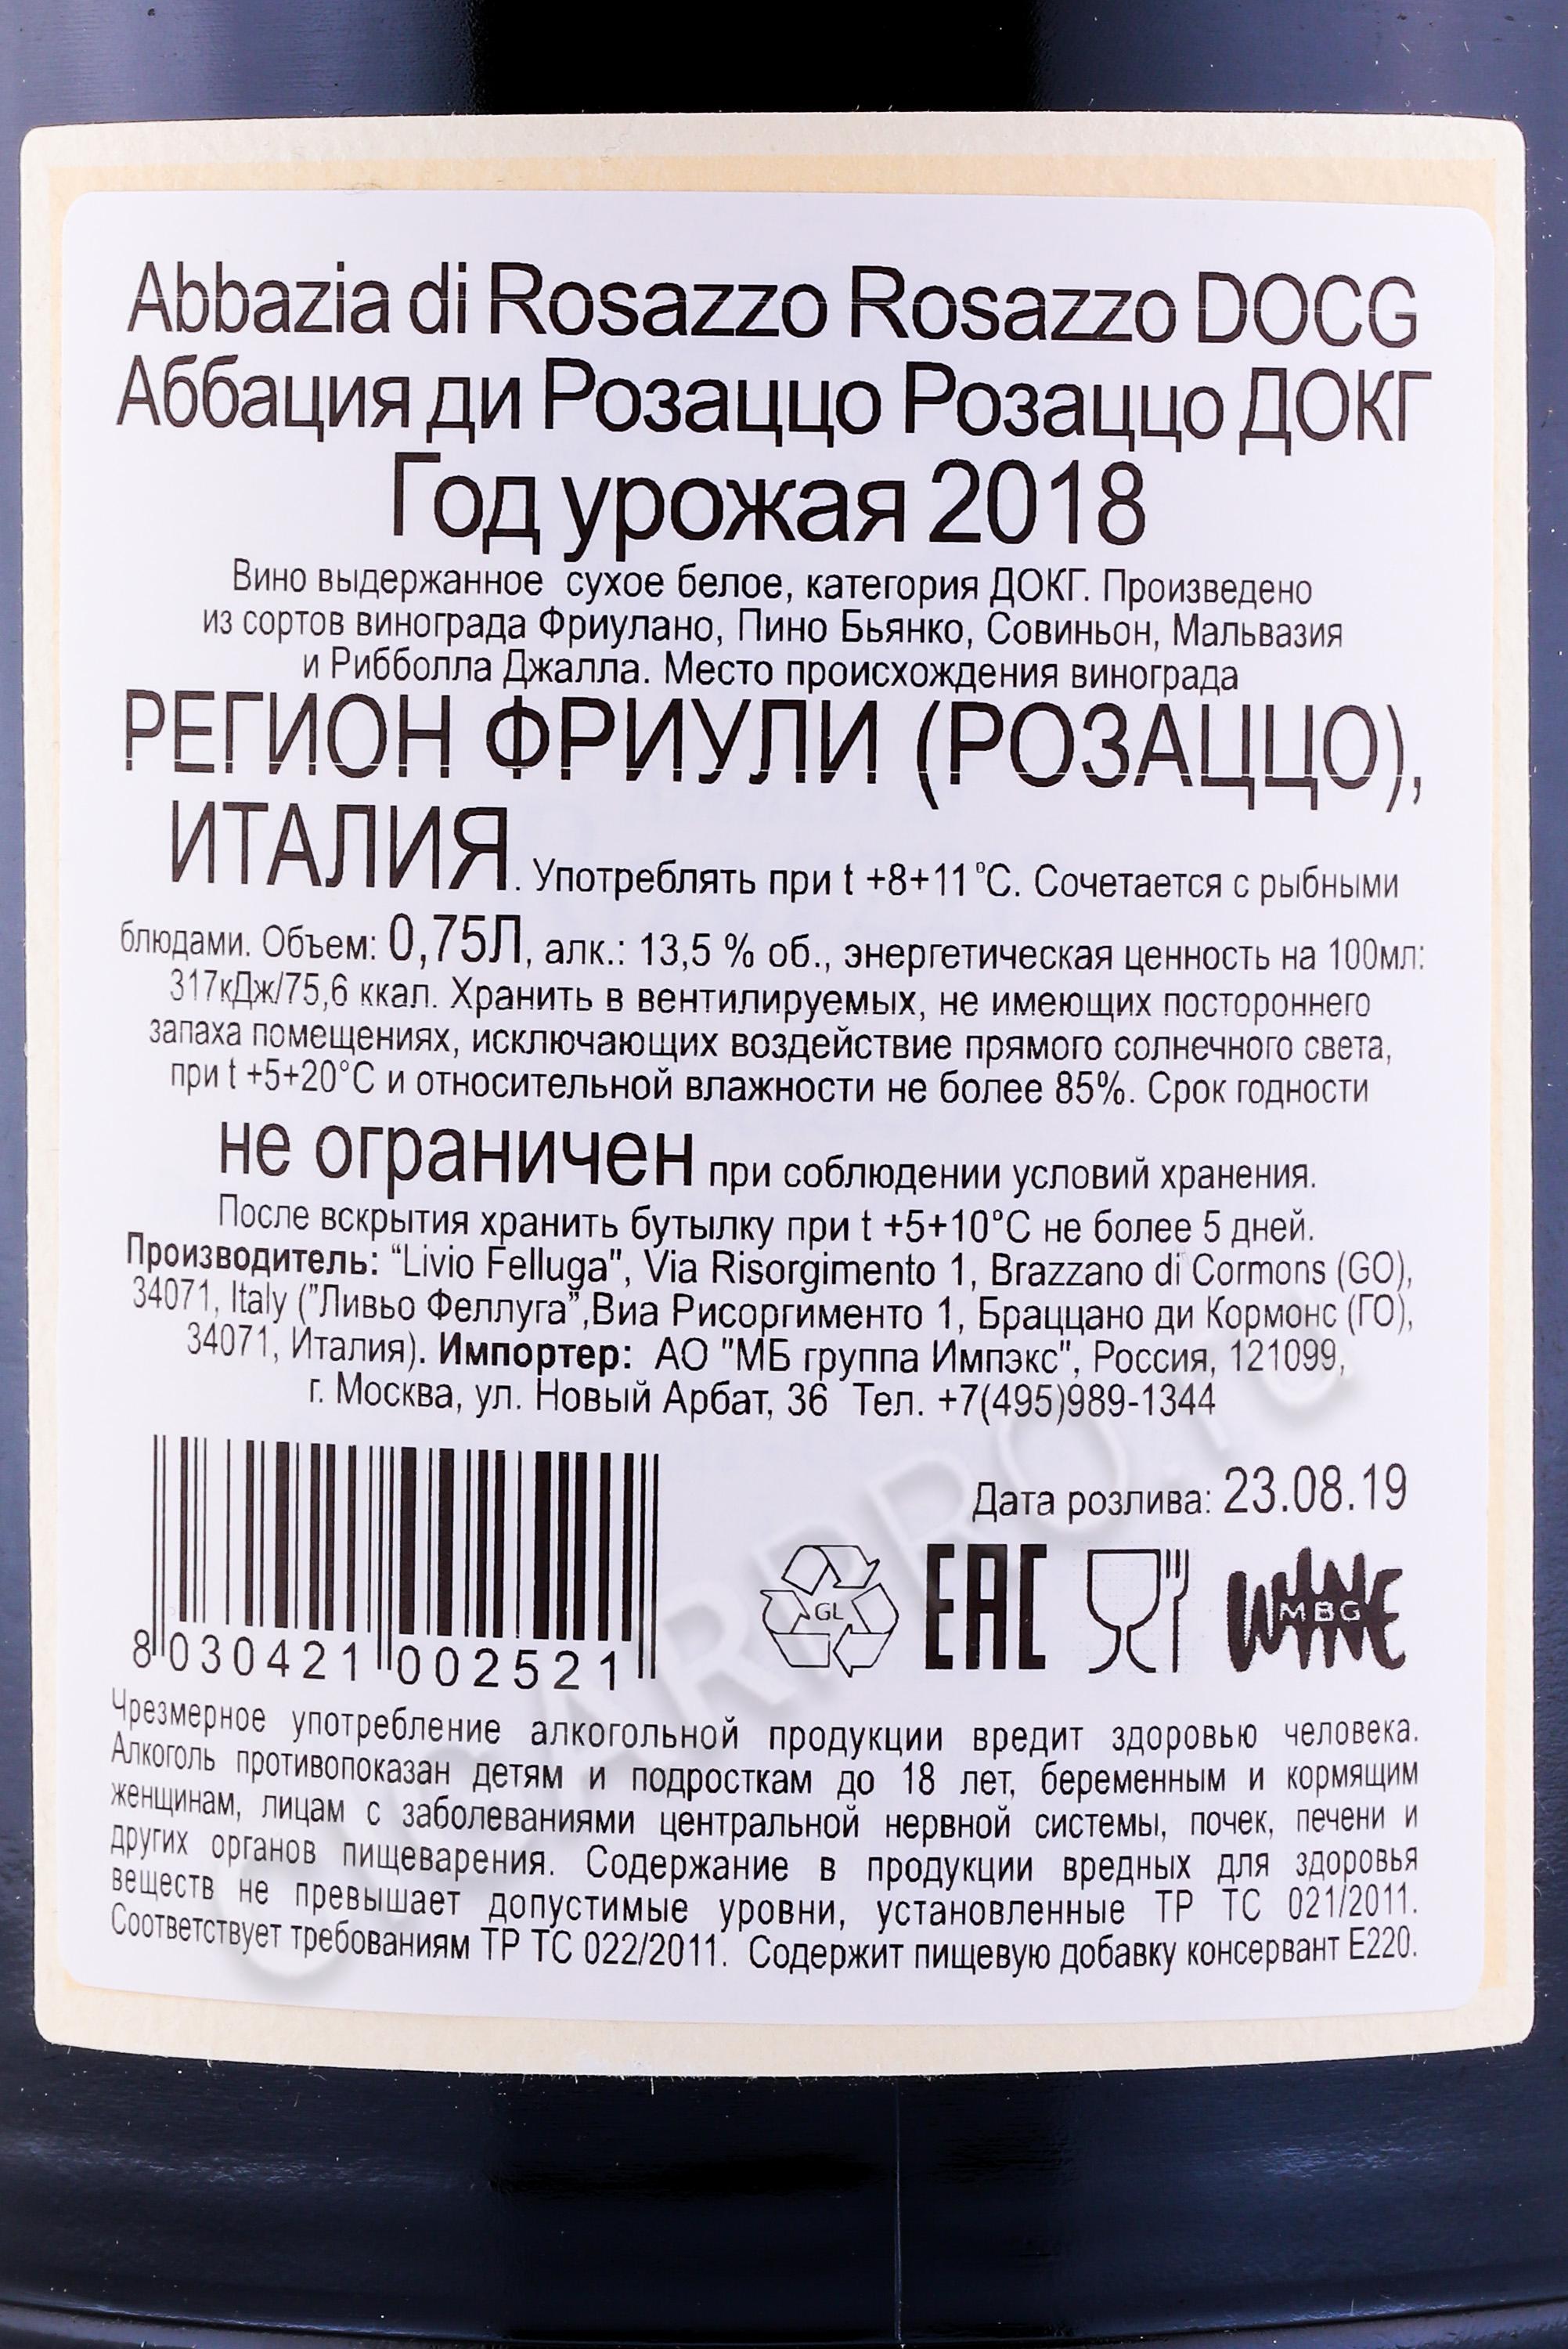 Abbazia di Rosazzo Rosazzo DOCG
Аббация ди Розаццо Розаццо ДОКГ
Год урожая 2018
Вино выдержанное сухое белое, категория ДОКГ. Произведено
из сортов винограда Фриулано, Пино Бьянко, Совиньон, Мальвазия
и Рибболла Джалла. Место происхождения винограда
РЕГИОН ФРИУЛИ (РОЗАЦЦО),
ИТАЛИЯ. Употреблять при t +8+11°С. Сочетается с рыбными
блюдами. Объем: 0,75Л, алк.: 13,5 % об., энергетическая ценность на 100мл:
317кДж/75,6 ккал. Хранить в вентилируемых, не имеющих постороннего
запаха помещениях, исключающих воздействие прямого солнечного света,
при t +5+20°С и относительной влажности не более 85%. Срок годности
не ограничен при соблюдении условий хранения.
После вскрытия хранить бутылку при t +5+10°С не более 5 дней.
Производитель: “Livio Felluga", Via Risorgimento 1, Brazzano di Cormons (GO),
34071, Italy ("Ливьо Феллуга”,Виа Рисоргименто 1, Браццано ди Кормонс (ГО),
34071, Италия). Импортер: АО "МБ группа Импэкс", Россия, 121099,
г. Москва, ул. Новый Арбат, 36 Тел. +7(495)989-1344
Дата розлива: 23.08.19
GL EAC WINE MBG
8 030421 002521
Чрезмерное употребление алкогольной продукции вредит здоровью человека.
Алкоголь противопоказан детям и подросткам до 18 лет, беременным и кормящим
женщинам, лицам с заболеваниями центральной нервной системы, почек, печени и
других органов пищеварения. Содержание в продукции вредных для здоровья
веществ не превышает допустимые уровни, установленные ТР ТС 021/2011.
Соответствует требованиям ТР ТС 022/2011. Содержит пищевую добавку консервант Е220.
CIGARPRO.ru